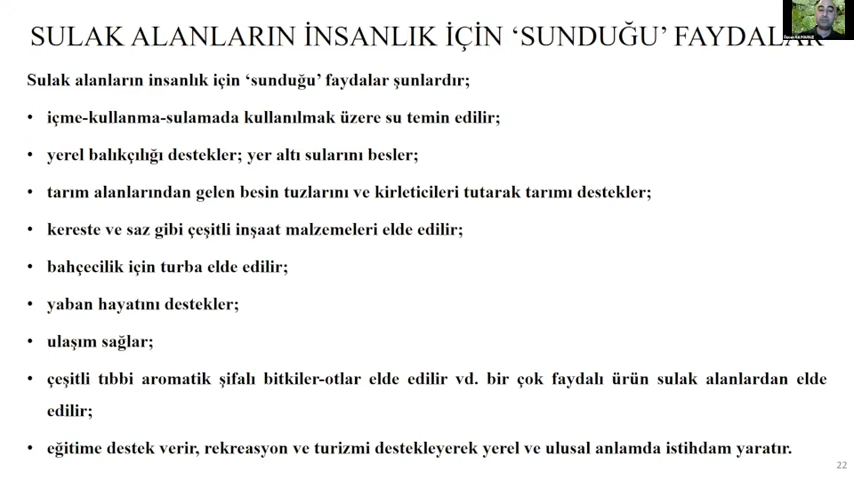 SULAK ALANLARIN İNSANLIK İÇİN ‘SUNDUĞU’ FAYDALAR
Sulak alanların insanlık için ‘sunduğu’ faydalar şunlardır;
• içme-kullanma-sulamada kullanılmak üzere su temin edilir;
• yerel balıkçılığı destekler; yer altı sularını besler;
• tarım alanlarından gelen besin tuzlarını ve kirleticileri tutarak tarımı destekler;
• kereste ve saz gibi çeşitli inşaat malzemeleri elde edilir;
• bahçecilik için turba elde edilir;
• yaban hayatını destekler;
• ulaşım sağlar;
• çeşitli tıbbi aromatik şifalı bitkiler-otlar elde edilir vd. bir çok faydalı ürün sulak alanlardan elde
edilir;
• eğitime destek verir, rekreasyon ve turizmi destekleyerek yerel ve ulusal anlamda istihdam yaratır.
22